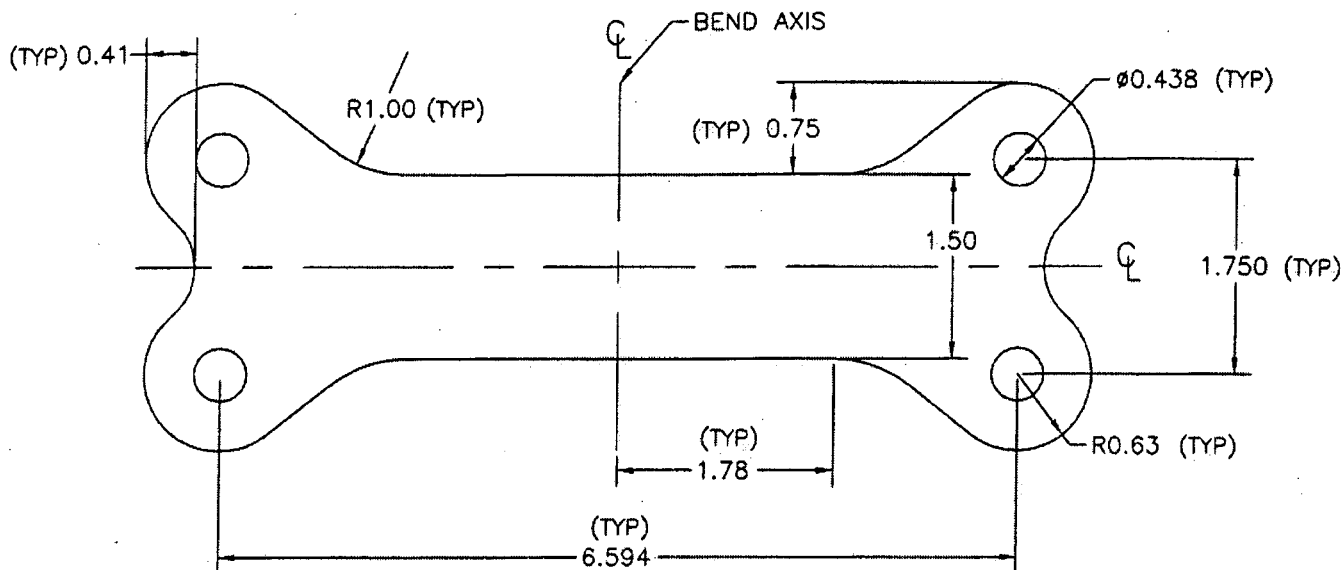 ℄
BEND AXIS
(TYP) 0.41
R1.00 (TYP)
⌀0.438 (TYP)
(TYP) 0.75
1.50
℄
1.750 (TYP)
(TYP)
1.78
R0.63 (TYP)
(TYP)
6.594